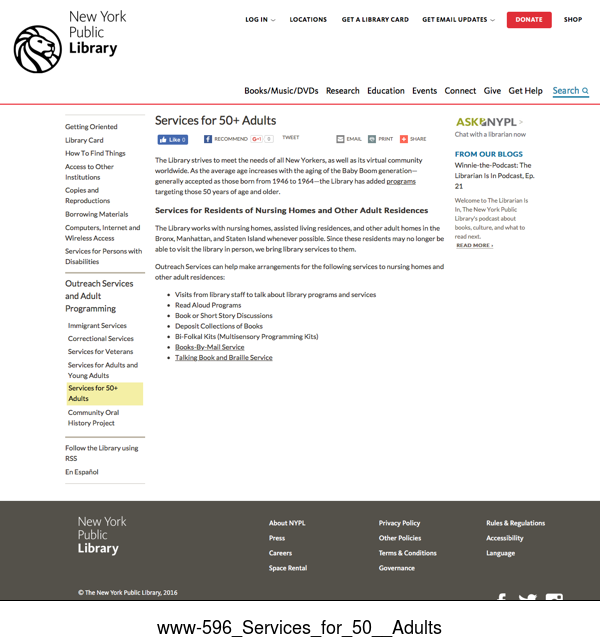 New York
Public
Library
LOG IN
LOCATIONS
GET A LIBRARY CARD
GET EMAIL UPDATES
DONATE
SHOP
Books/Music/DVDs Research Education Events Connect Give Get Help Search
Getting Oriented
Library Card
How To Find Things
Access to Other
Institutions
Copies and
Reproductions
Borrowing Materials
Computers, Internet and
Wireless Access
Services for Persons with
Disabilities
Outreach Services
and Adult
Programming
Immigrant Services
Correctional Services
Services for Veterans
Services for Adults and
Young Adults
Services for 50+
Adults
Community Oral
History Project
Follow the Library using
RSS
En Español
Services for 50+ Adults
Like 0
RECOMMEND
G+1 0
TWEET
EMAIL
PRINT
SHARE
The Library strives to meet the needs of all New Yorkers, as well as its virtual community
worldwide. As the average age increases with the aging of the Baby Boom generation—
generally accepted as those born from 1946 to 1964—the Library has added programs
targeting those 50 years of age and older.
Services for Residents of Nursing Homes and Other Adult Residences
The Library works with nursing homes, assisted living residences, and other adult homes in the
Bronx, Manhattan, and Staten Island whenever possible. Since these residents may no longer be
able to visit the library in person, we bring library services to them.
Outreach Services can help make arrangements for the following services to nursing homes and
other adult residences:
• Visits from library staff to talk about library programs and services
• Read Aloud Programs
• Book or Short Story Discussions
• Deposit Collections of Books
• Bi-Folkal Kits (Multisensory Programming Kits)
• Books-By-Mail Service
• Talking Book and Braille Service
ASK NYPL >
Chat with a librarian now
FROM OUR BLOGS
Winnie-the-Podcast: The
Librarian Is In Podcast, Ep.
21
Welcome to The Librarian Is
In, The New York Public
Library's podcast about
books, culture, and what to
read next.
READ MORE ›
New York
Public
Library
About NYPL
Press
Careers
Space Rental
Privacy Policy
Other Policies
Terms & Conditions
Governance
Rules & Regulations
Accessibility
Language
© The New York Public Library, 2016
www-596_Services_for_50__Adults